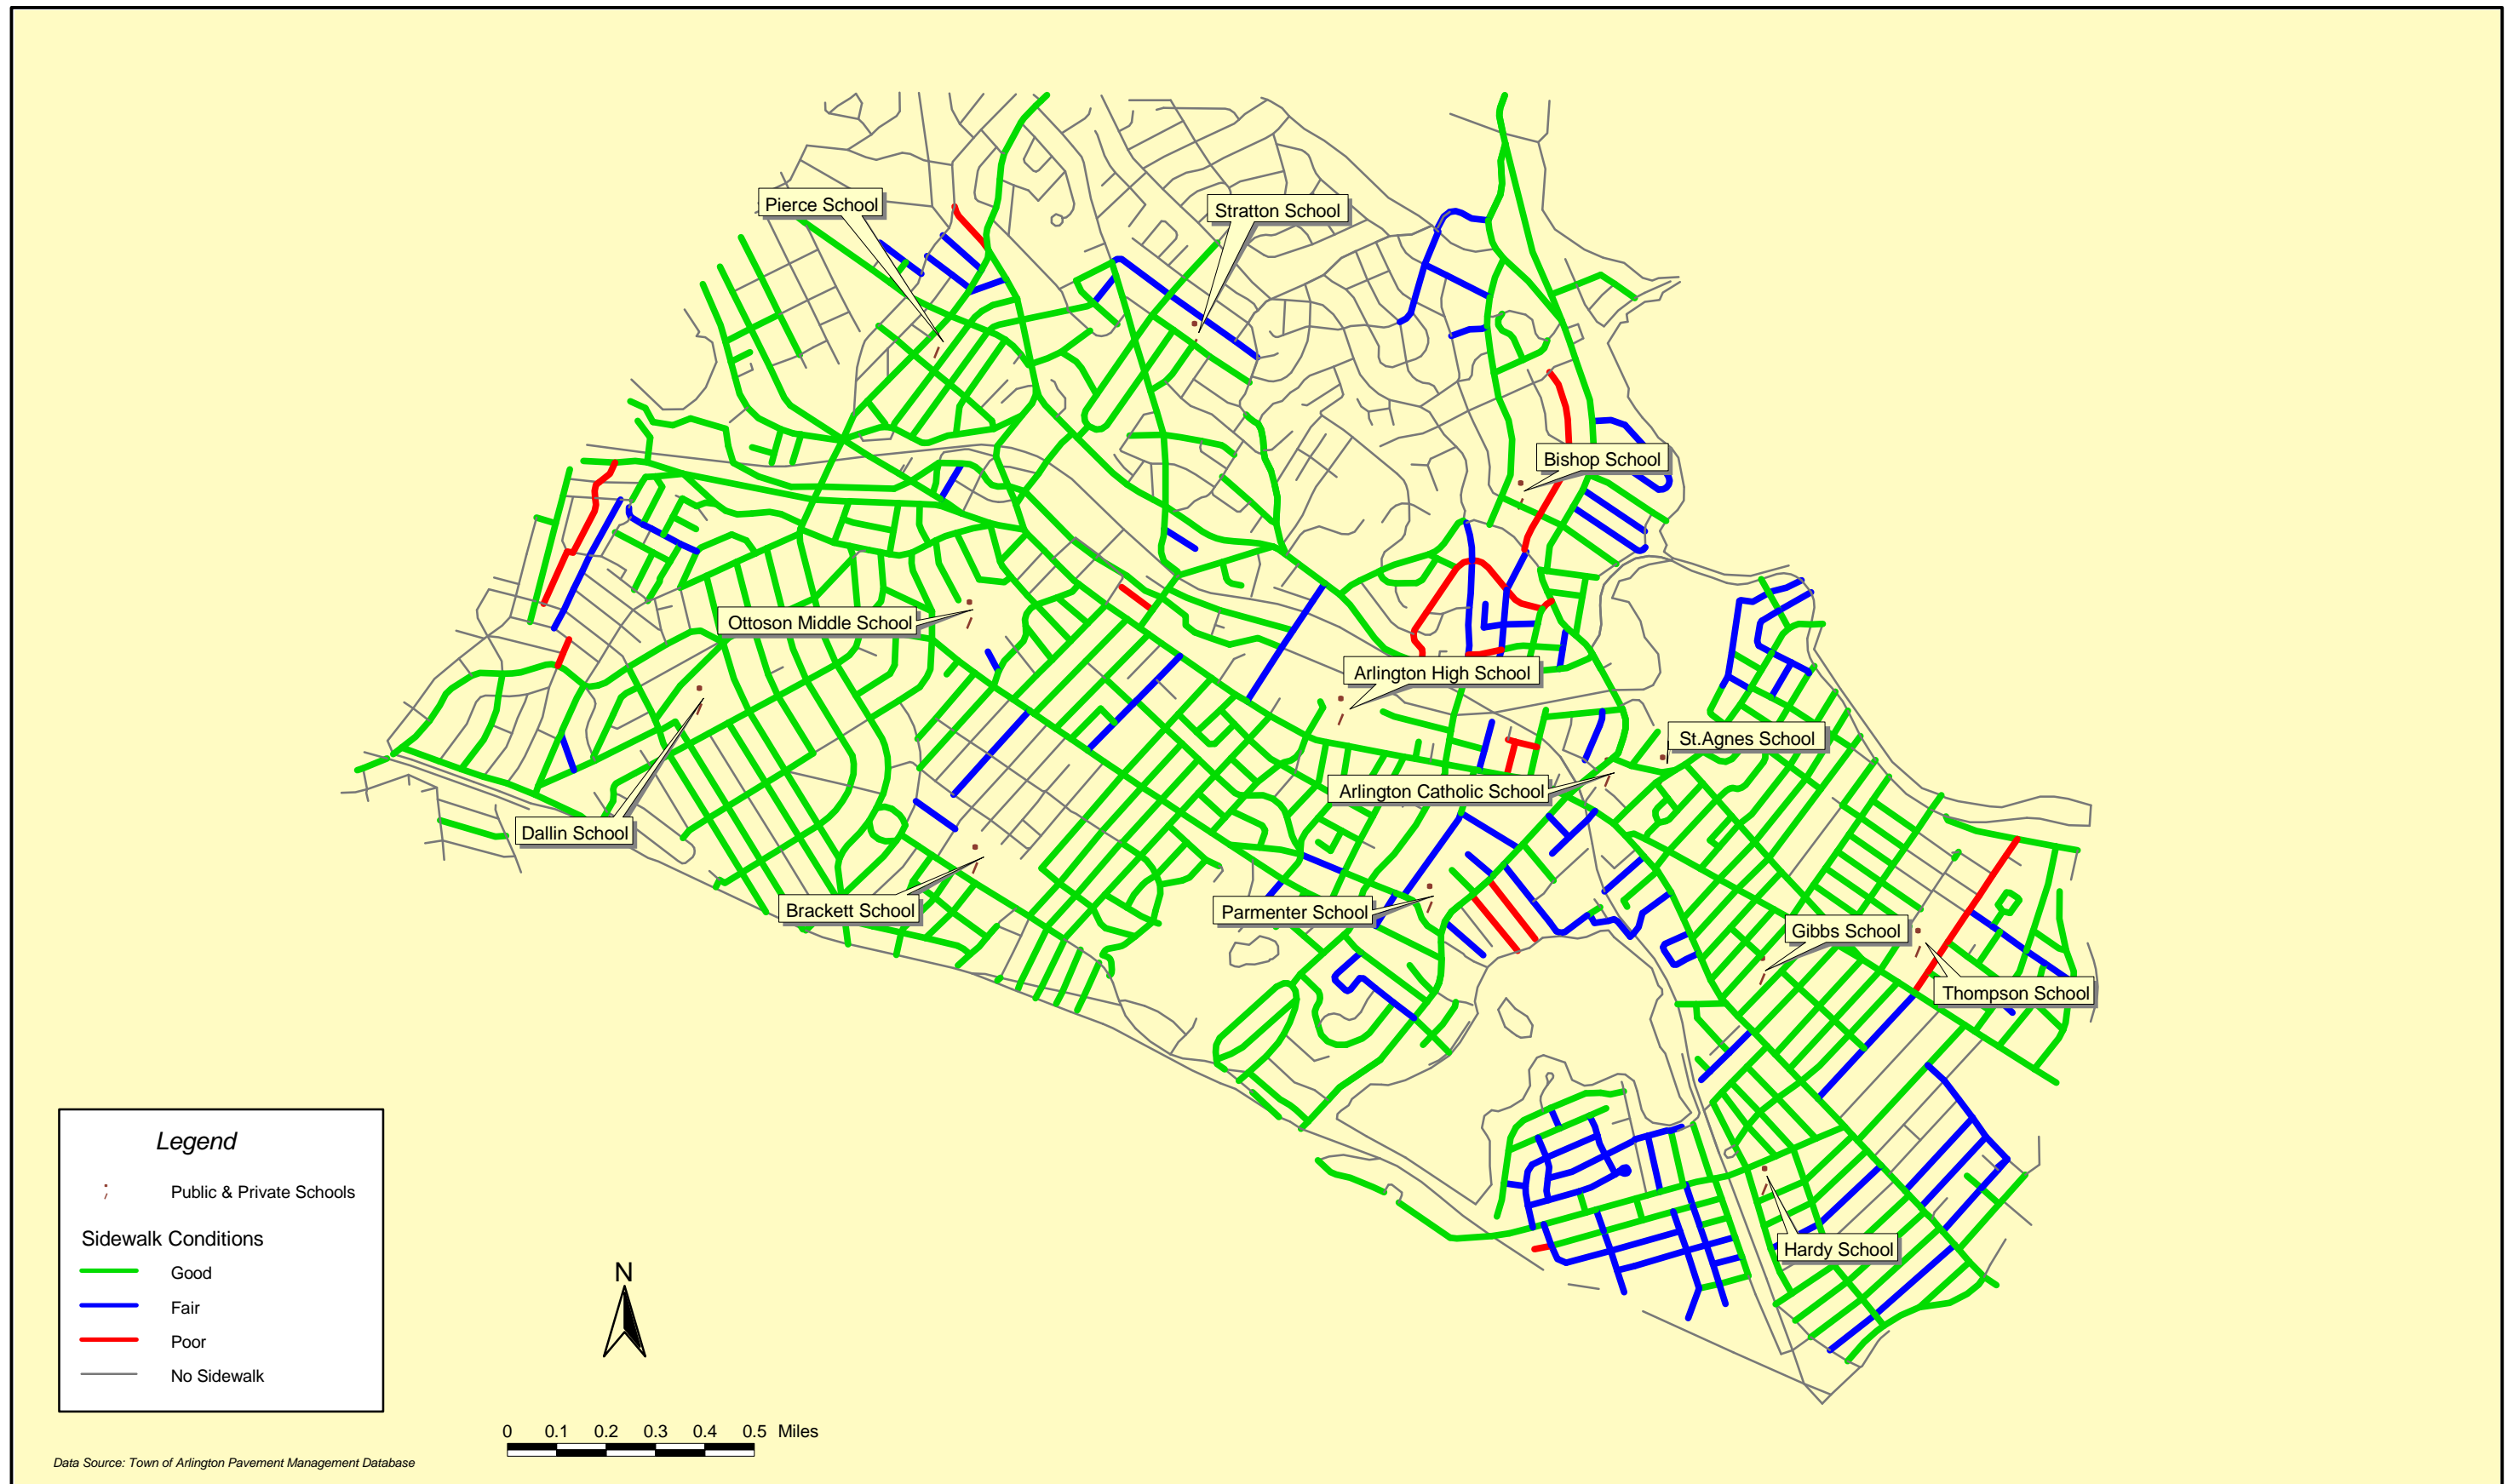 Pierce School
Stratton School
Bishop School
Ottoson Middle School
Arlington High School
St.Agnes School
Arlington Catholic School
Dallin School
Brackett School
Parmenter School
Gibbs School
Thompson School
Hardy School
Legend
Public & Private Schools
Sidewalk Conditions
Good
Fair
Poor
No Sidewalk
N
0 0.1 0.2 0.3 0.4 0.5 Miles
Data Source: Town of Arlington Pavement Management Database